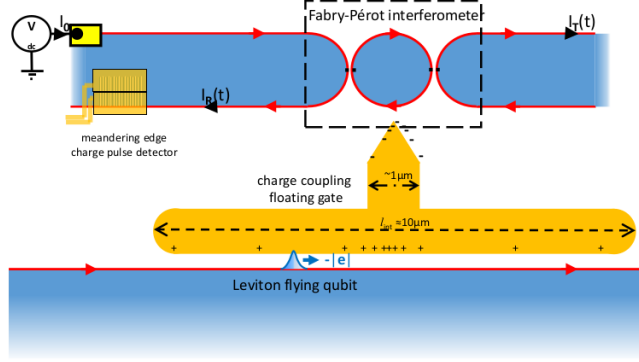 Fabry-Pérot interferometer
V
dc
I0
IT(t)
IR(t)
meandering edge
charge pulse detector
charge coupling
floating gate
~1μm
lint ≈10μm
- - - - - - -
+ + + + + + + + + + +
-|e|
Leviton flying qubit